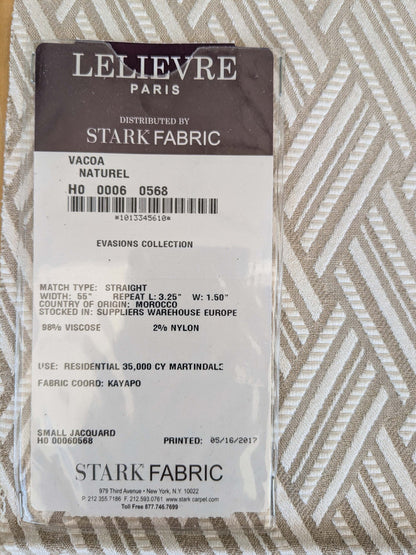 LELIEVRE
PARIS
DISTRIBUTED BY
STARK FABRIC
VACOA
NATUREL
H0 0006 0568
*1013345610*
EVASIONS COLLECTION
MATCH TYPE: STRAIGHT
WIDTH: 55" REPEAT L: 3.25" W: 1.50"
COUNTRY OF ORIGIN: MOROCCO
STOCKED IN: SUPPLIERS WAREHOUSE EUROPE
98% VISCOSE 2% NYLON
USE: RESIDENTIAL 35,000 CY MARTINDALE
FABRIC COORD: KAYAPO
SMALL JACQUARD
H0 00060568 PRINTED: 05/16/2017
STARK FABRIC
979 Third Avenue • New York, N.Y. 10022
P. 212.355.7186 F. 212.593.0761 www.starkcarpet.com
Toll Free 877.746.7699